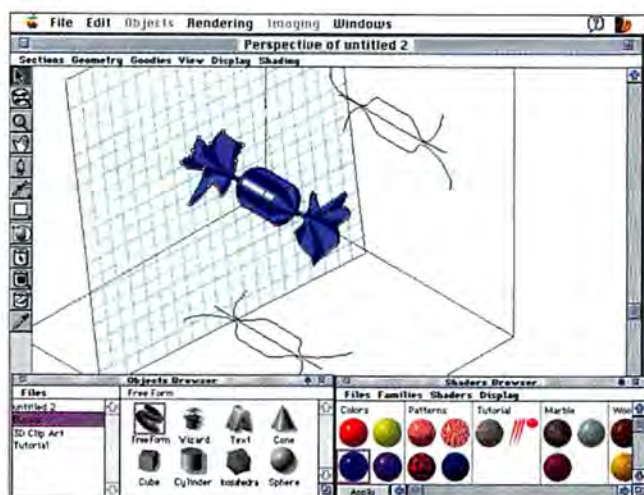 File Edit Objects Rendering Imaging Windows
Perspective of untitled 2
Sections Geometry Goodies View Display Shading
Objects Browser
Files
Free Form
untitled 2
3D Clip Art
Tutorial
Free Form Wizard Text Cone
Cube Cylinder Icosahedra Sphere
Shaders Browser
Files Families Shaders Display
Colors Patterns Tutorial Marble Woo
Apply